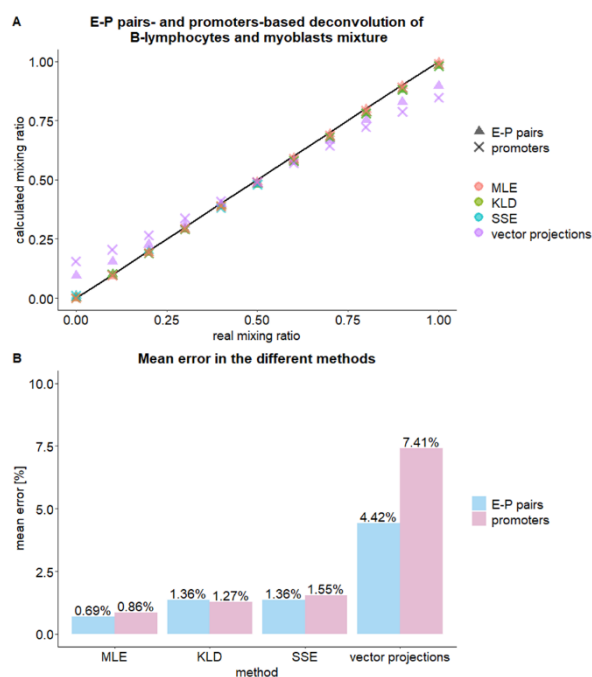 A
E-P pairs- and promoters-based deconvolution of
B-lymphocytes and myoblasts mixture
calculated mixing ratio
1.00
0.75
0.50
0.25
0.00
0.00 0.25 0.50 0.75 1.00
real mixing ratio
E-P pairs
promoters
MLE
KLD
SSE
vector projections
B
Mean error in the different methods
mean error [%]
10.0
7.5
5.0
2.5
0.0
0.69% 0.86% 1.36% 1.27% 1.36% 1.55% 4.42% 7.41%
MLE KLD SSE vector projections
method
E-P pairs
promoters